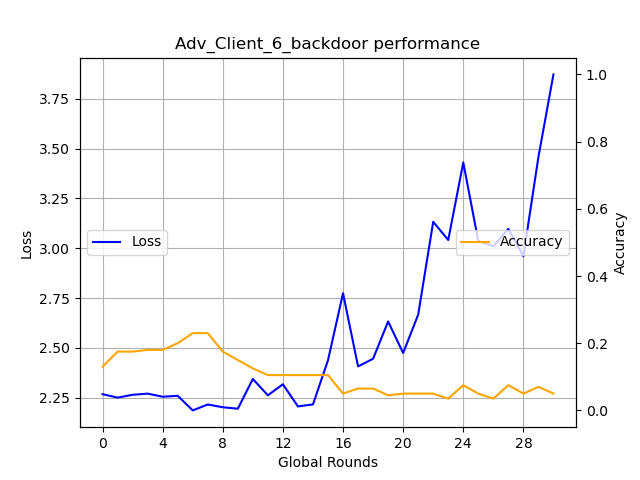 Adv_Client_6_backdoor performance
3.75
3.50
3.25
3.00
2.75
2.50
2.25
Loss
Loss
Accuracy
1.0
0.8
0.6
0.4
0.2
0.0
Accuracy
0 4 8 12 16 20 24 28
Global Rounds